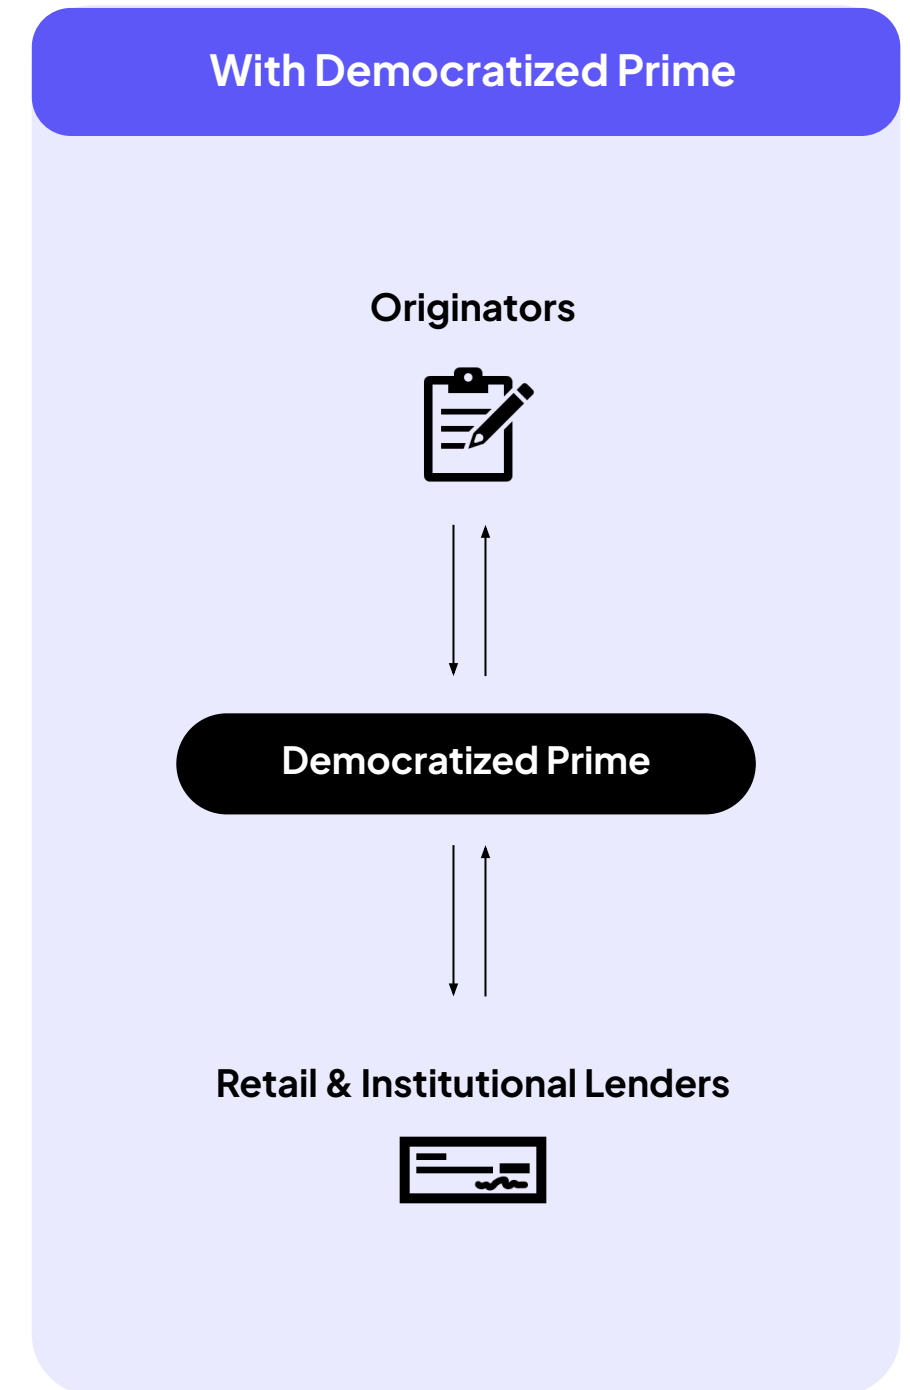 With Democratized Prime
Originators
Democratized Prime
Retail & Institutional Lenders